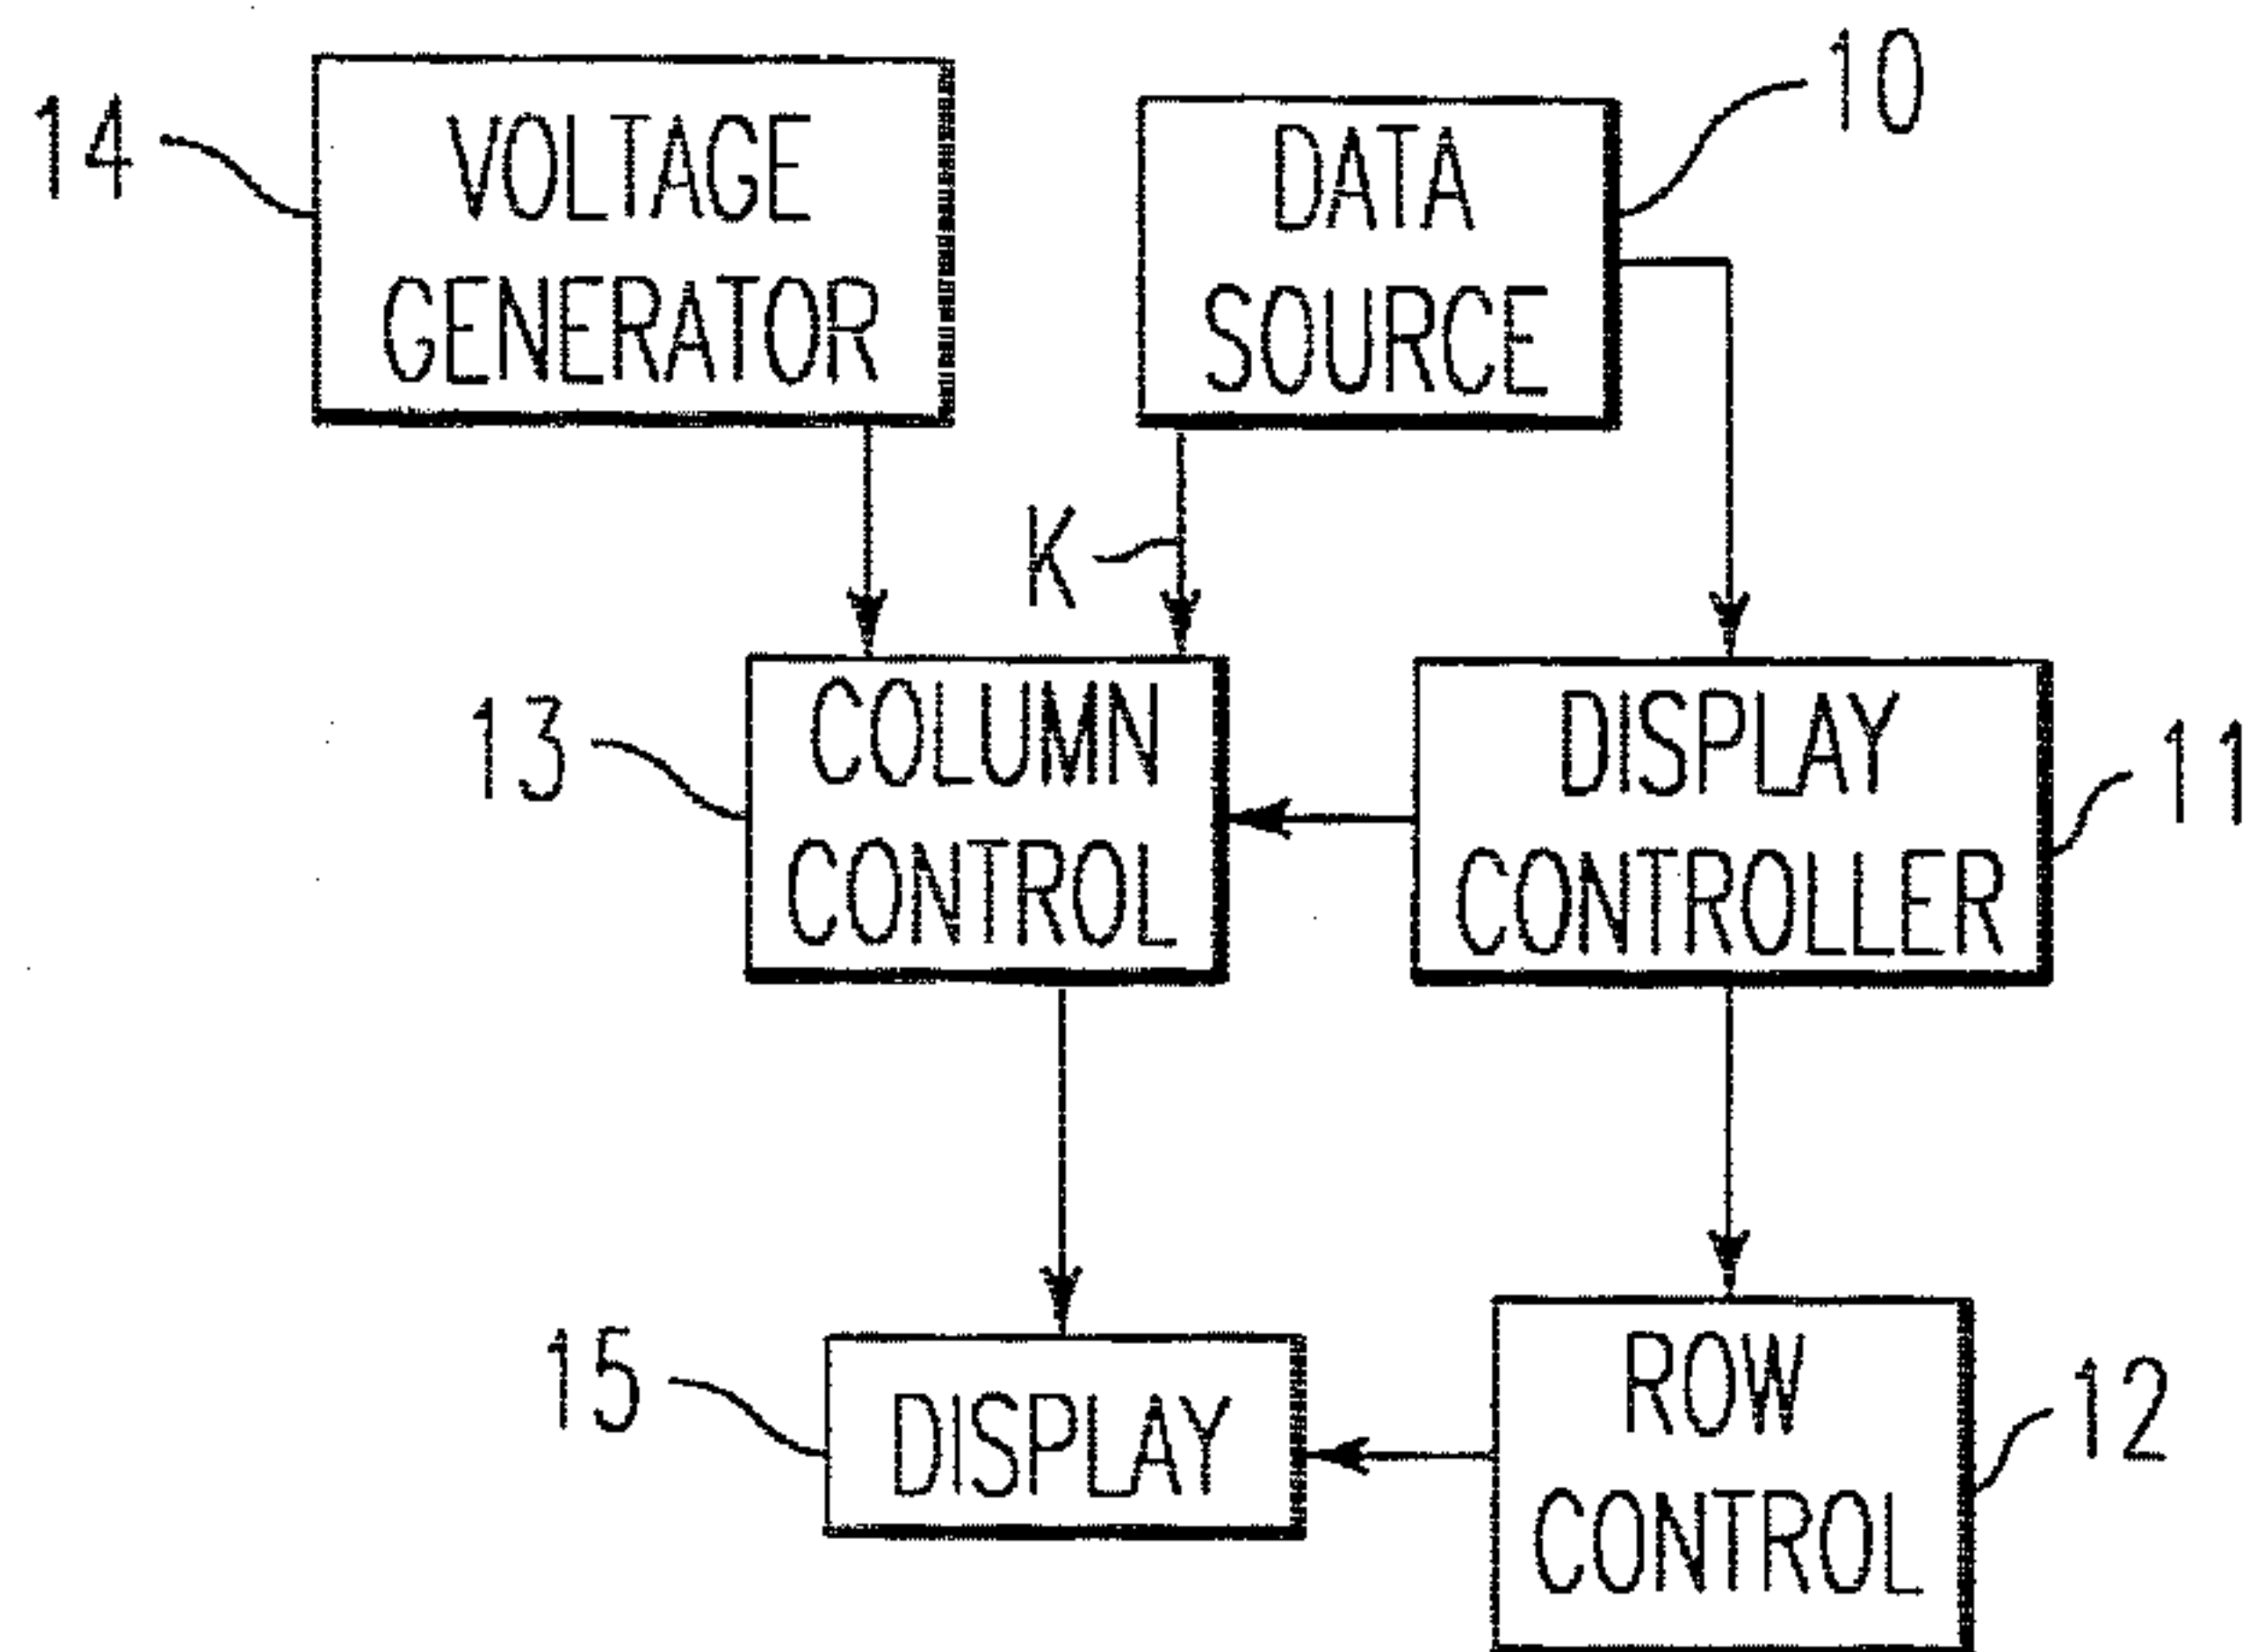 14
VOLTAGE
GENERATOR
DATA
SOURCE
10
K
13
COLUMN
CONTROL
DISPLAY
CONTROLLER
11
15
DISPLAY
ROW
CONTROL
12